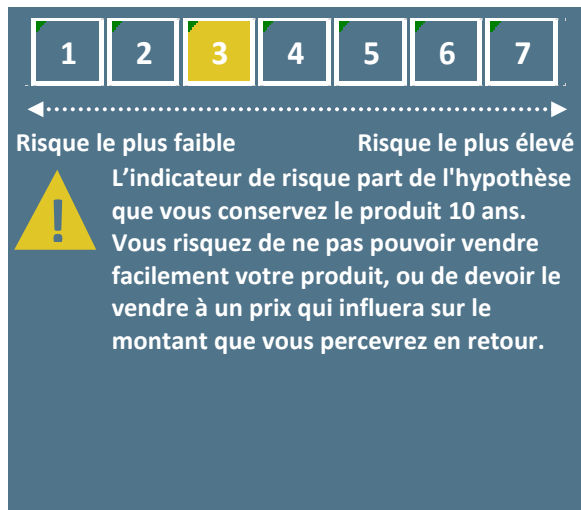 1 2 3 4 5 6 7
Risque le plus faible Risque le plus élevé
L’indicateur de risque part de l'hypothèse
que vous conservez le produit 10 ans.
Vous risquez de ne pas pouvoir vendre
facilement votre produit, ou de devoir le
vendre à un prix qui influera sur le
montant que vous percevrez en retour.
!